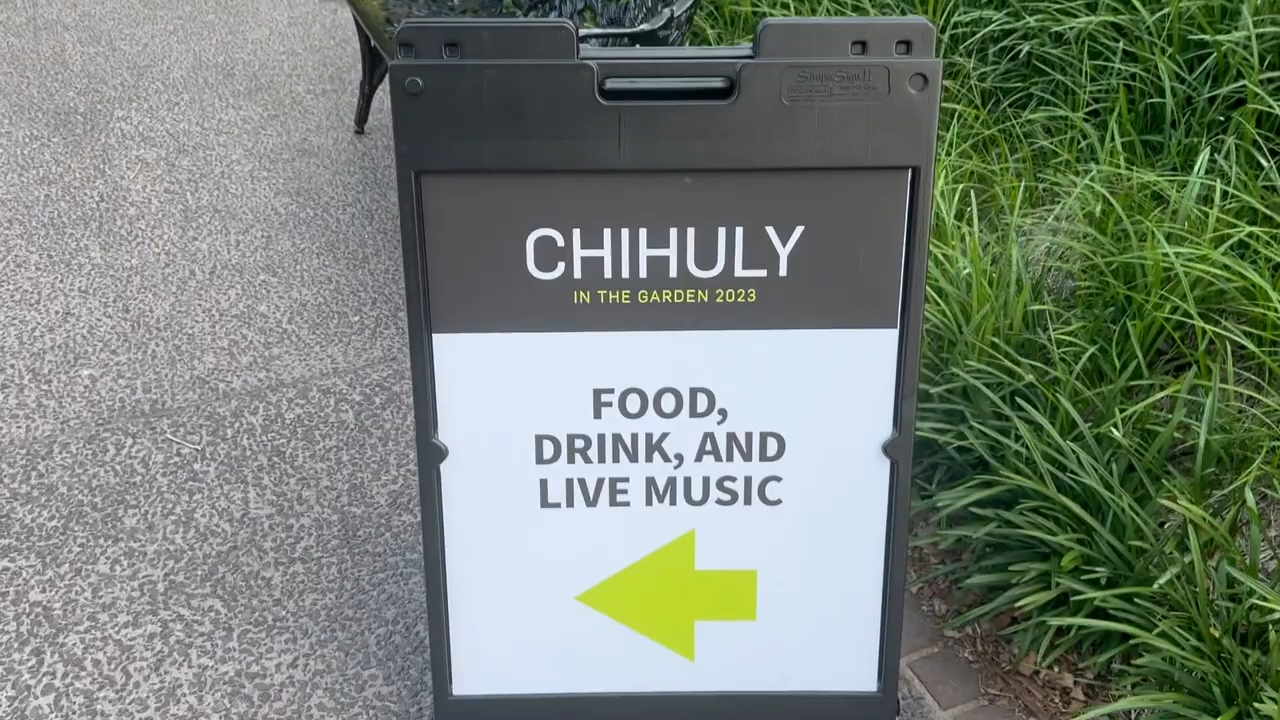 CHIHULY
IN THE GARDEN 2023
FOOD,
DRINK, AND
LIVE MUSIC